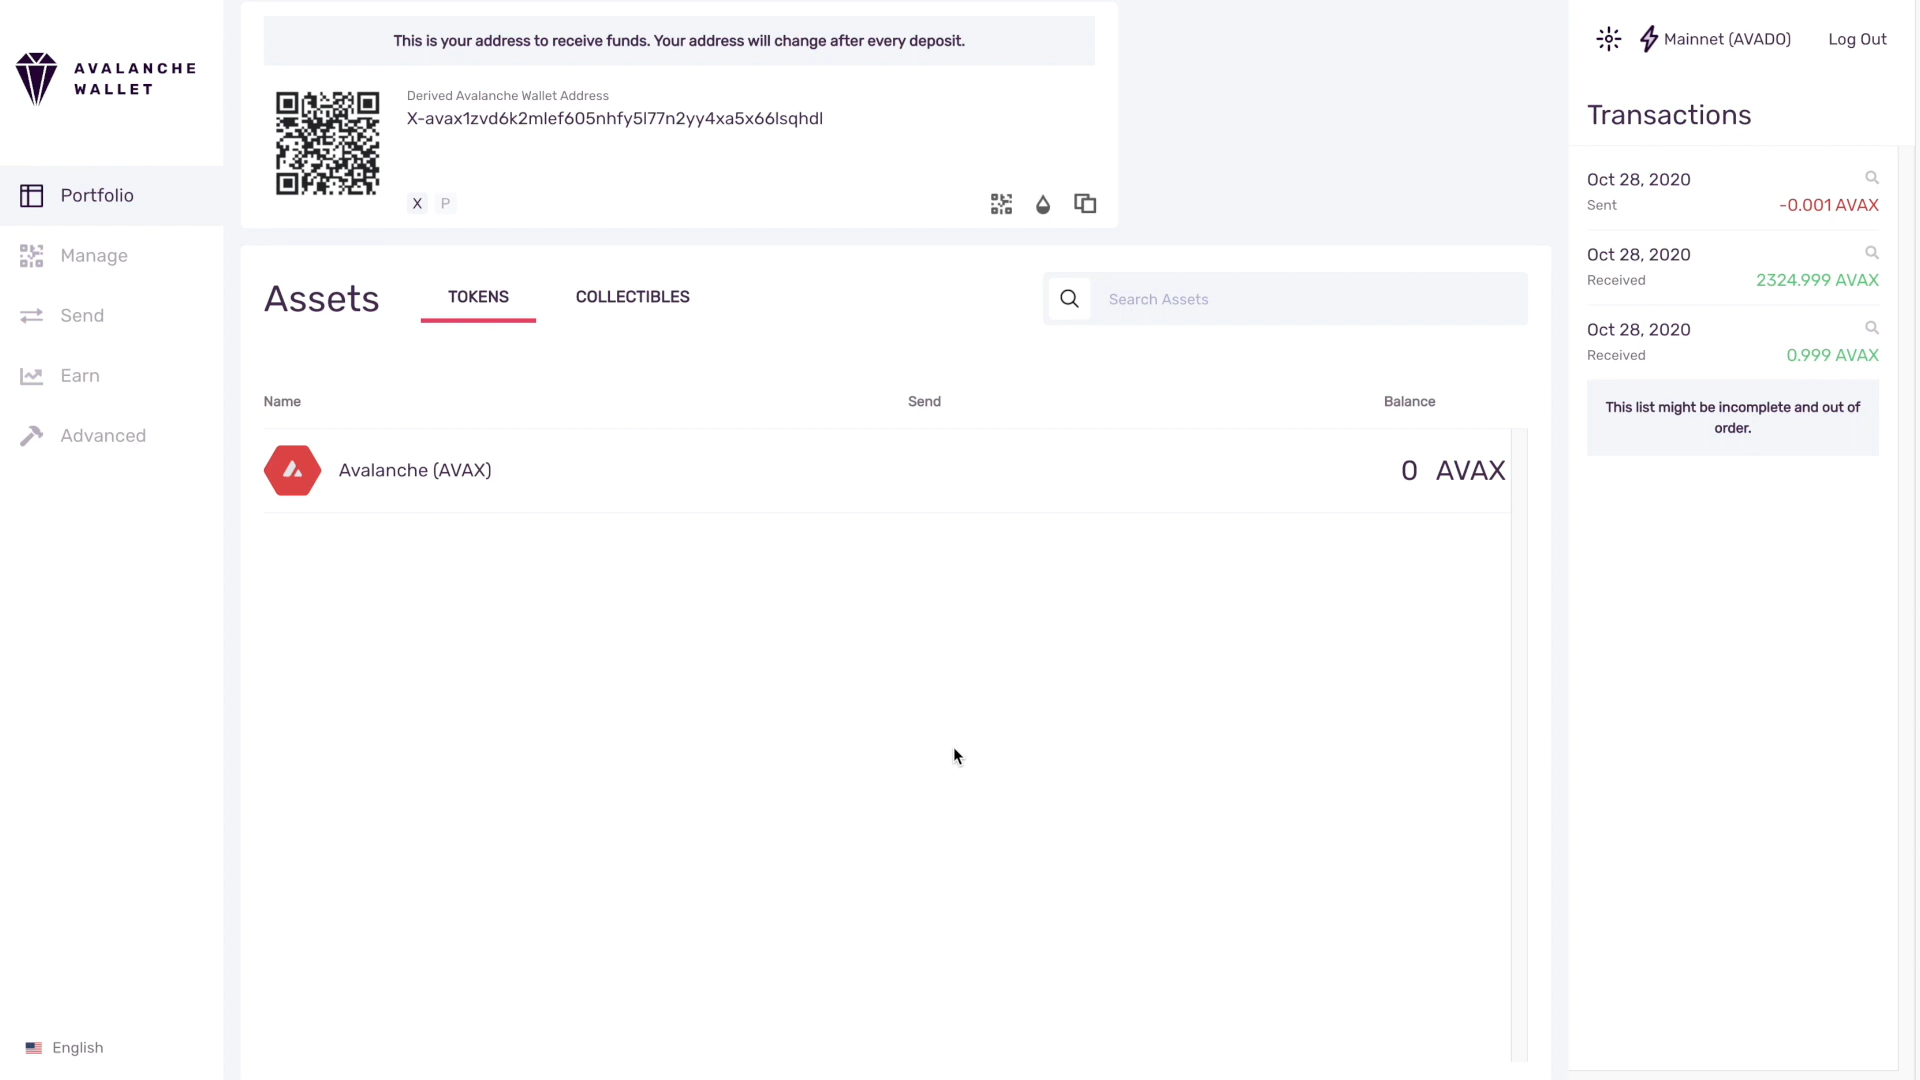 AVALANCHE
WALLET
Portfolio
Manage
Send
Earn
Advanced
English
This is your address to receive funds. Your address will change after every deposit.
Derived Avalanche Wallet Address
X-avax1zvd6k2mlef605nhfy5l77n2yy4xa5x66lsqhdl
X P
Assets
TOKENS
COLLECTIBLES
Search Assets
Name Send Balance
Avalanche (AVAX) 0 AVAX
Mainnet (AVADO)
Log Out
Transactions
Oct 28, 2020
Sent -0.001 AVAX
Oct 28, 2020
Received 2324.999 AVAX
Oct 28, 2020
Received 0.999 AVAX
This list might be incomplete and out of
order.